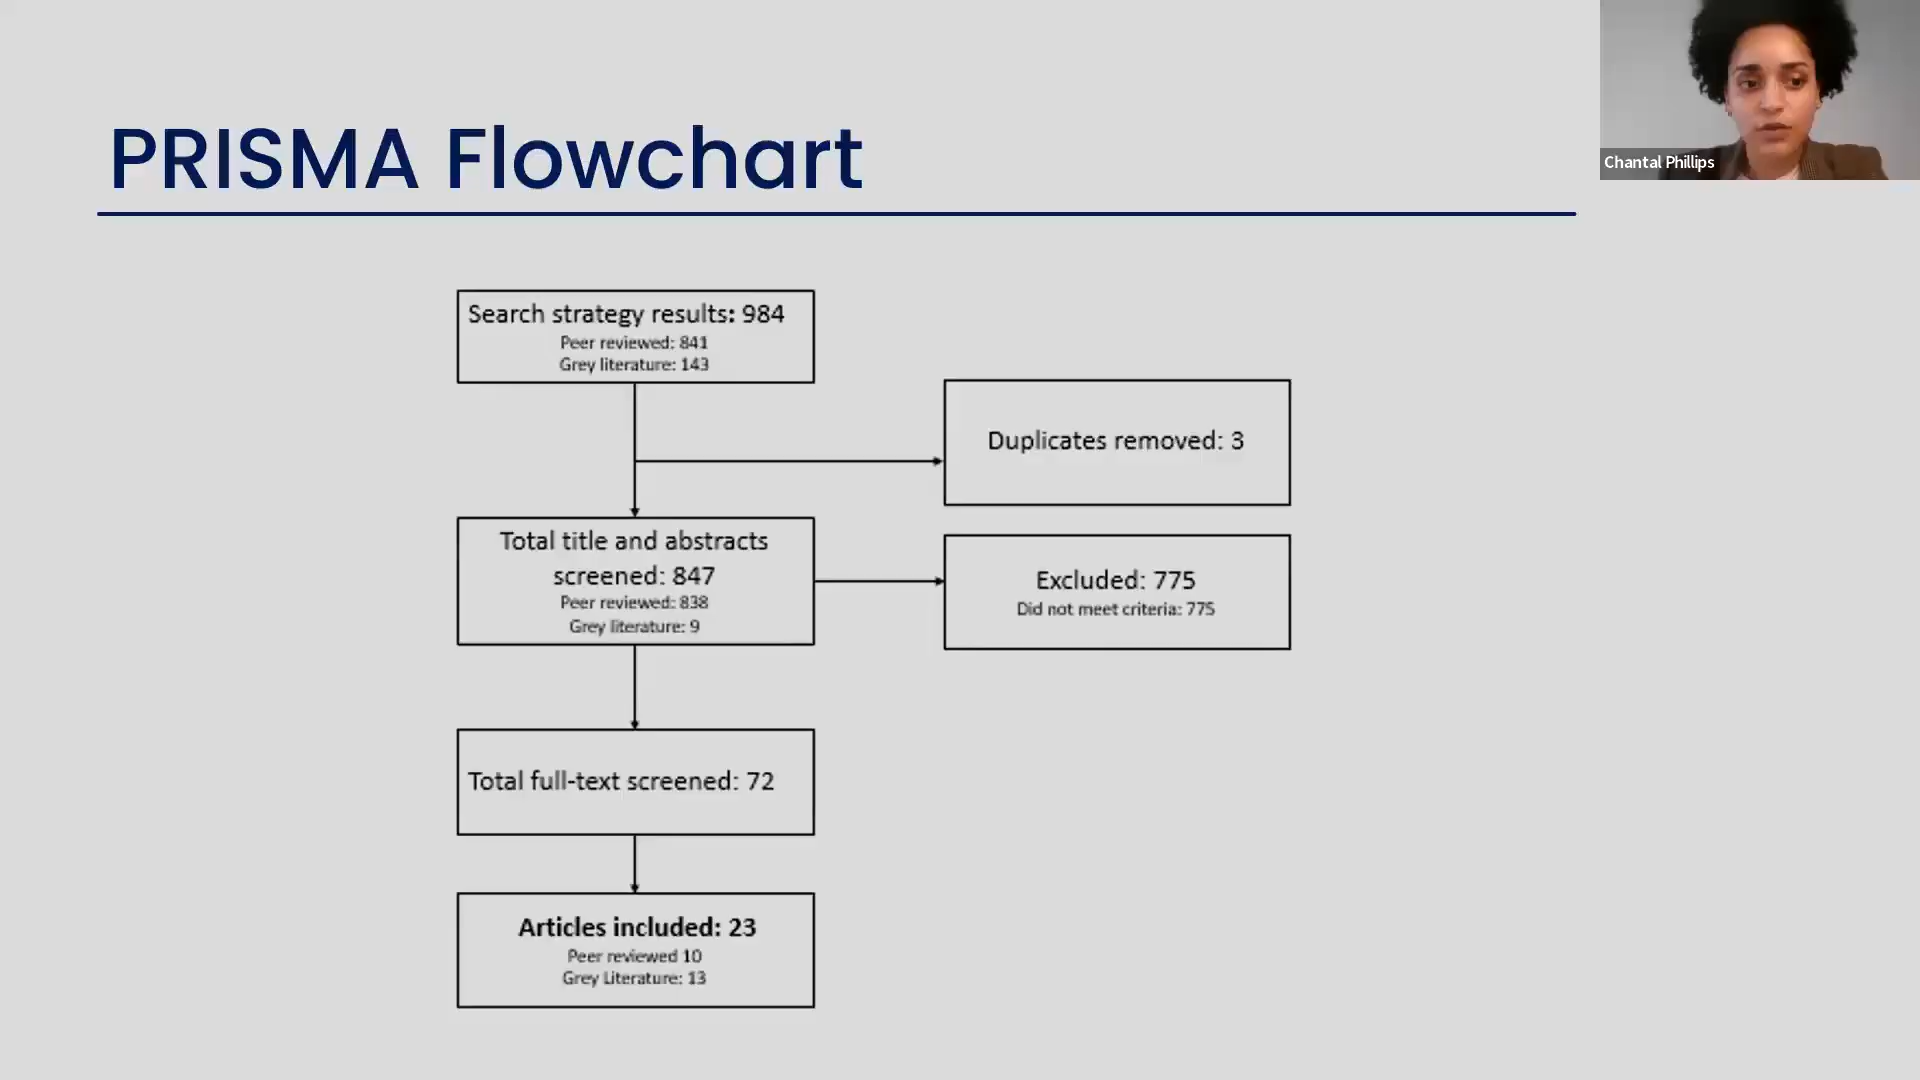 PRISMA Flowchart
Chantal Phillips
Search strategy results: 984
Peer reviewed: 841
Grey literature: 143
Duplicates removed: 3
Total title and abstracts
screened: 847
Peer reviewed: 838
Grey literature: 9
Excluded: 775
Did not meet criteria: 775
Total full-text screened: 72
Articles included: 23
Peer reviewed 10
Grey Literature: 13